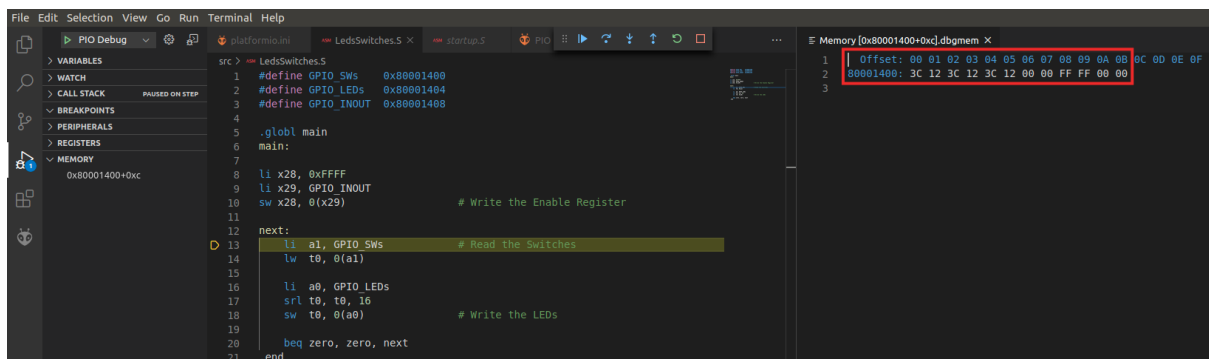 File Edit Selection View Go Run Terminal Help
PIO Debug
platformio.ini
LedsSwitches.S
startup.S
PIO
Memory [0x80001400+0xc].dbgmem
VARIABLES
WATCH
CALL STACK PAUSED ON STEP
BREAKPOINTS
PERIPHERALS
REGISTERS
MEMORY
0x80001400+0xc
1
src > LedsSwitches.S
1 #define GPIO_SWs 0x80001400
2 #define GPIO_LEDs 0x80001404
3 #define GPIO_INOUT 0x80001408
4
5 .globl main
6 main:
7
8 li x28, 0xFFFF
9 li x29, GPIO_INOUT
10 sw x28, 0(x29) # Write the Enable Register
11
12 next:
13 li a1, GPIO_SWs # Read the Switches
14 lw t0, 0(a1)
15
16 li a0, GPIO_LEDs
17 srl t0, t0, 16
18 sw t0, 0(a0) # Write the LEDs
19
20 beq zero, zero, next
21 .end
1 Offset: 00 01 02 03 04 05 06 07 08 09 0A 0B 0C 0D 0E 0F
2 80001400: 3C 12 3C 12 3C 12 00 00 FF FF 00 00
3